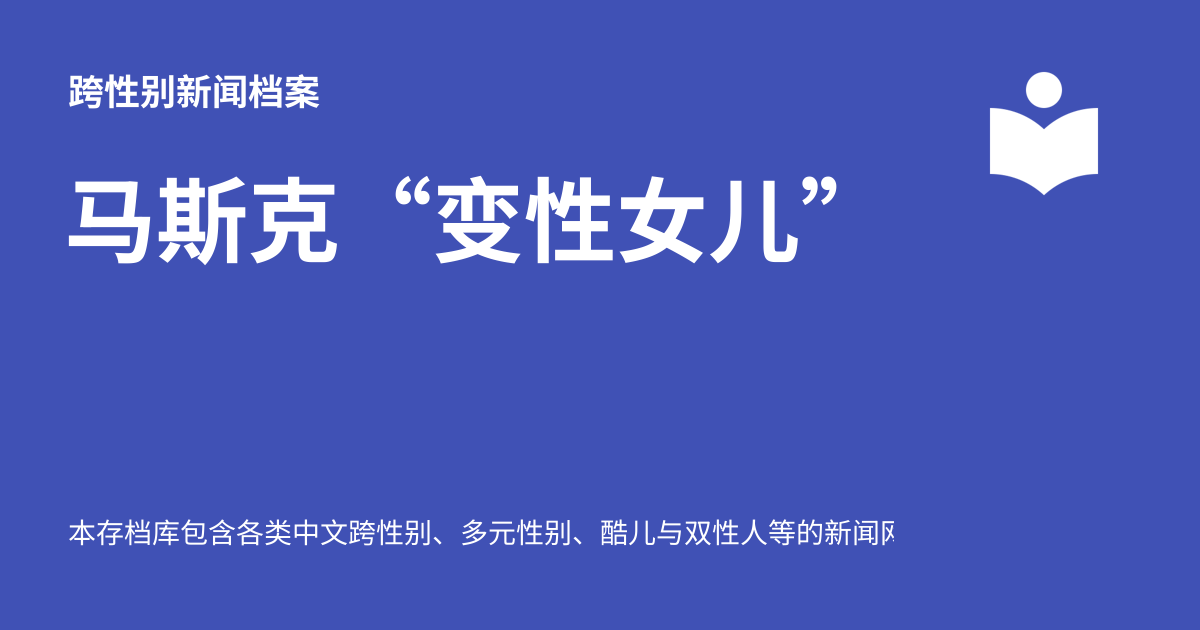 跨性别新闻档案
马斯克“变性女儿”
本存档库包含各类中文跨性别、多元性别、酷儿与双性人等的新闻